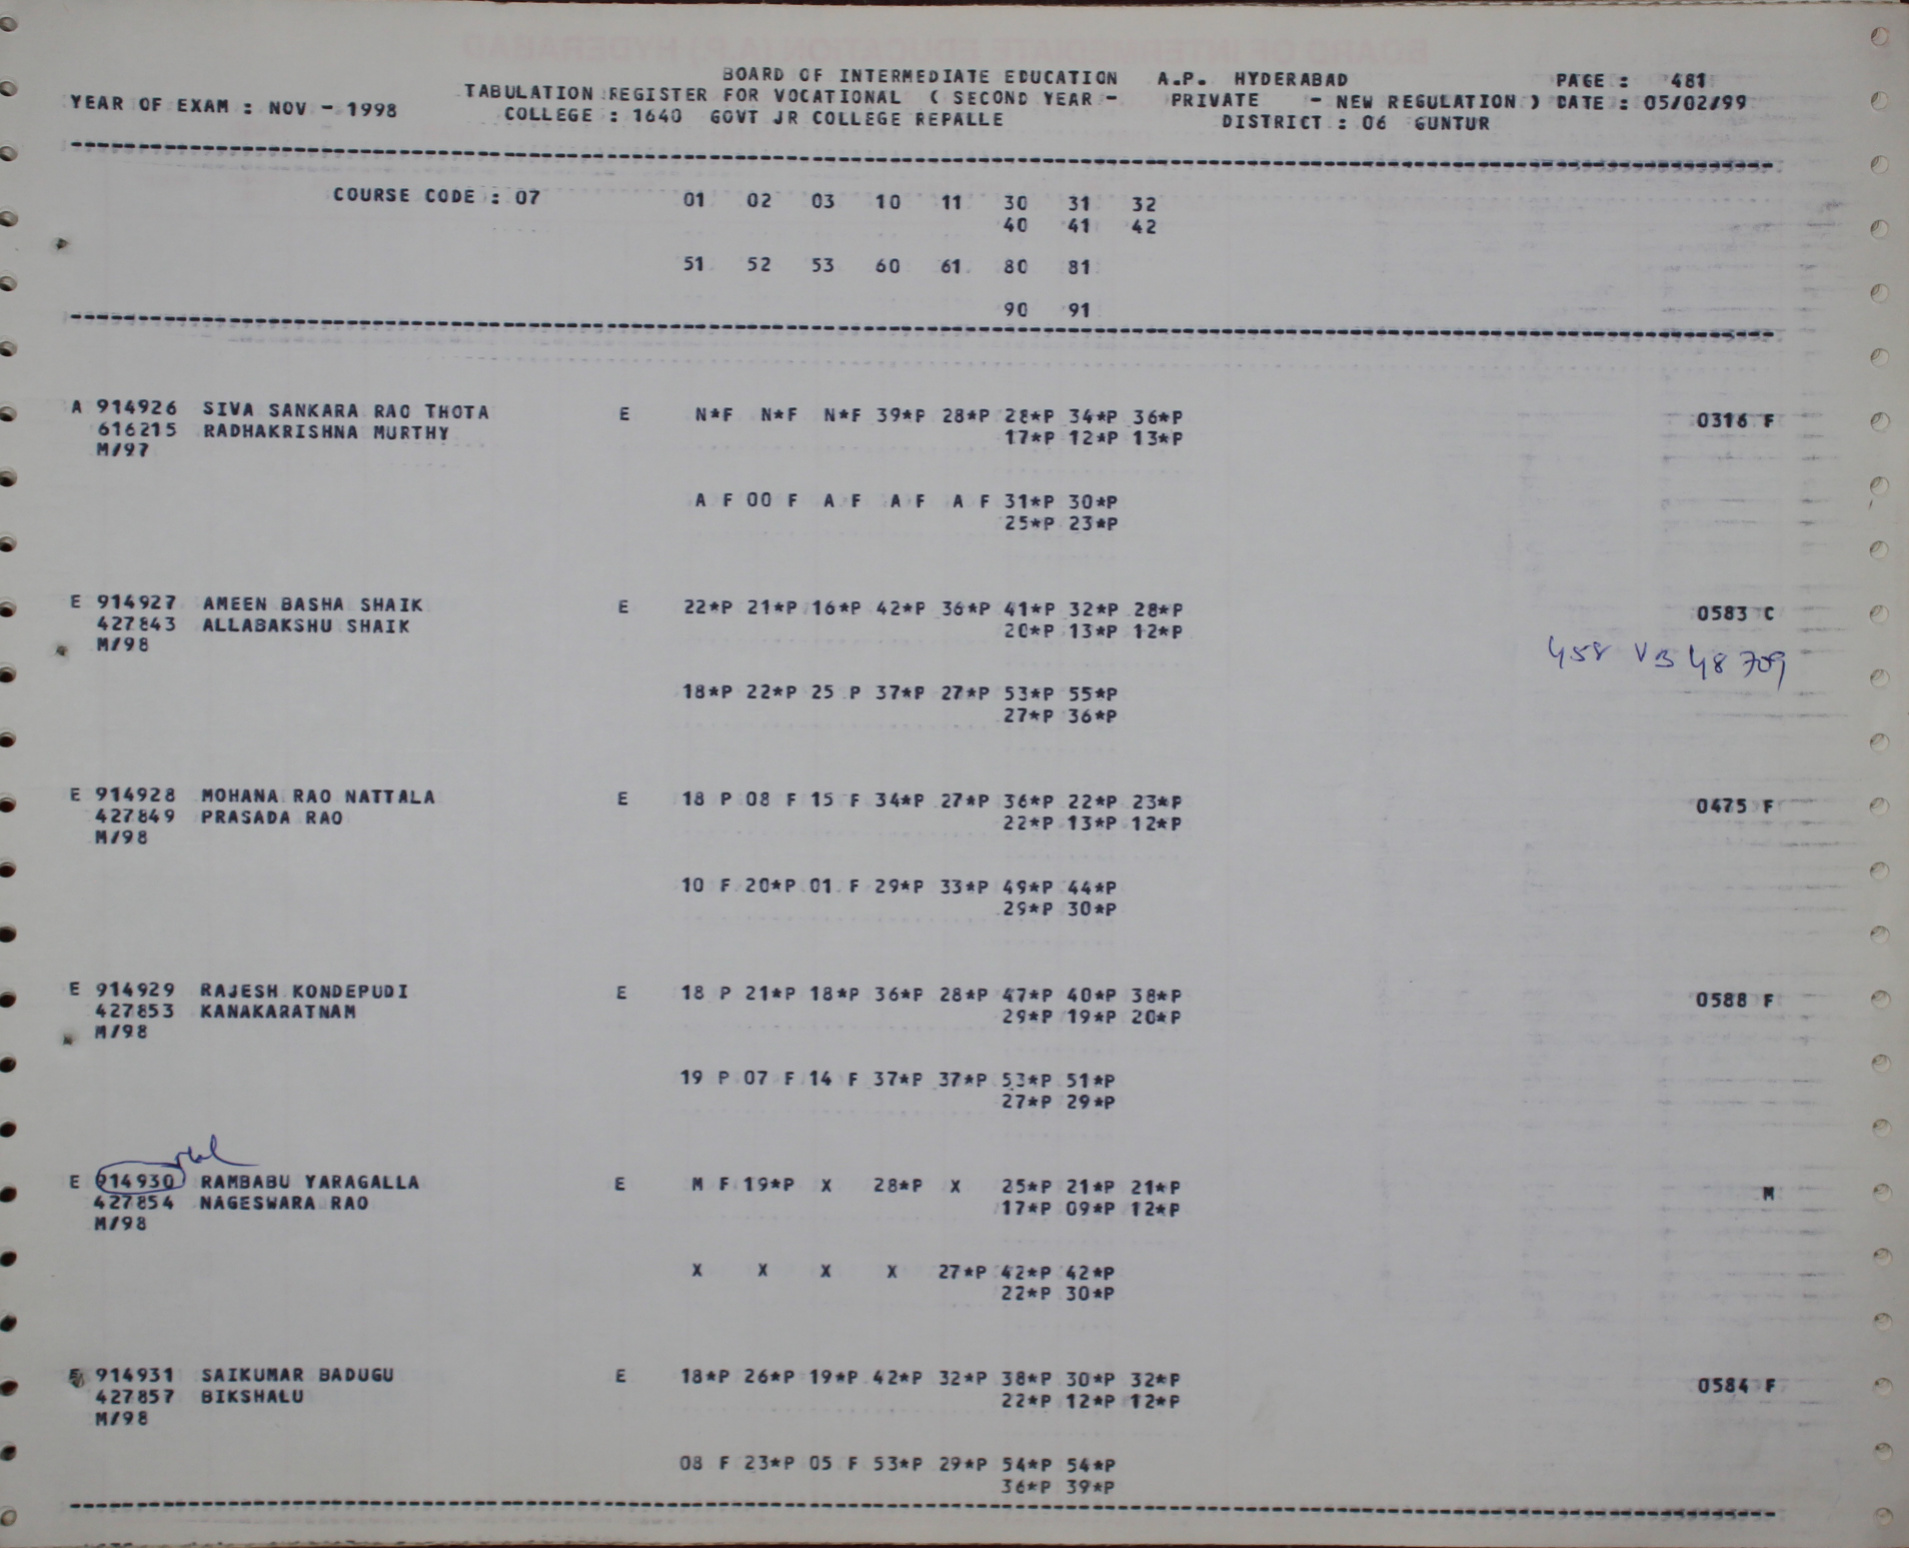 BOARD OF INTERMEDIATE EDUCATION A.P. HYDERABAD PAGE : 481
YEAR OF EXAM : NOV - 1998 TABULATION REGISTER FOR VOCATIONAL ( SECOND YEAR - PRIVATE - NEW REGULATION ) DATE : 05/02/99
COLLEGE : 1640 GOVT JR COLLEGE REPALLE DISTRICT : 06 GUNTUR
COURSE CODE : 07 01 02 03 10 11 30 31 32
40 41 42
51 52 53 60 61 80 81
90 91
A 914926 SIVA SANKARA RAO THOTA E N*F N*F N*F 39*P 28*P 28*P 34*P 36*P 0316 F
616215 RADHAKRISHNA MURTHY 17*P 12*P 13*P
M/97
A F 00 F A F A F A F 31*P 30*P
25*P 23*P
E 914927 AMEEN BASHA SHAIK E 22*P 21*P 16*P 42*P 36*P 41*P 32*P 28*P 0583 C
427843 ALLABAKSHU SHAIK 20*P 13*P 12*P
M/98 458 VB 48 709
18*P 22*P 25 P 37*P 27*P 53*P 55*P
27*P 36*P
E 914928 MOHANA RAO NATTALA E 18 P 08 F 15 F 34*P 27*P 36*P 22*P 23*P 0475 F
427849 PRASADA RAO 22*P 13*P 12*P
M/98
10 F 20*P 01 F 29*P 33*P 49*P 44*P
29*P 30*P
E 914929 RAJESH KONDEPUDI E 18 P 21*P 18*P 36*P 28*P 47*P 40*P 38*P 0588 F
427853 KANAKARATNAM 29*P 19*P 20*P
M/98
19 P 07 F 14 F 37*P 37*P 53*P 51*P
27*P 29*P
E 914930 RAMBABU YARAGALLA E M F 19*P X 28*P X 25*P 21*P 21*P M
427854 NAGESWARA RAO 17*P 09*P 12*P
M/98
X X X X 27*P 42*P 42*P
22*P 30*P
E 914931 SAIKUMAR BADUGU E 18*P 26*P 19*P 42*P 32*P 38*P 30*P 32*P 0584 F
427857 BIKSHALU 22*P 12*P 12*P
M/98
08 F 23*P 05 F 53*P 29*P 54*P 54*P
36*P 39*P